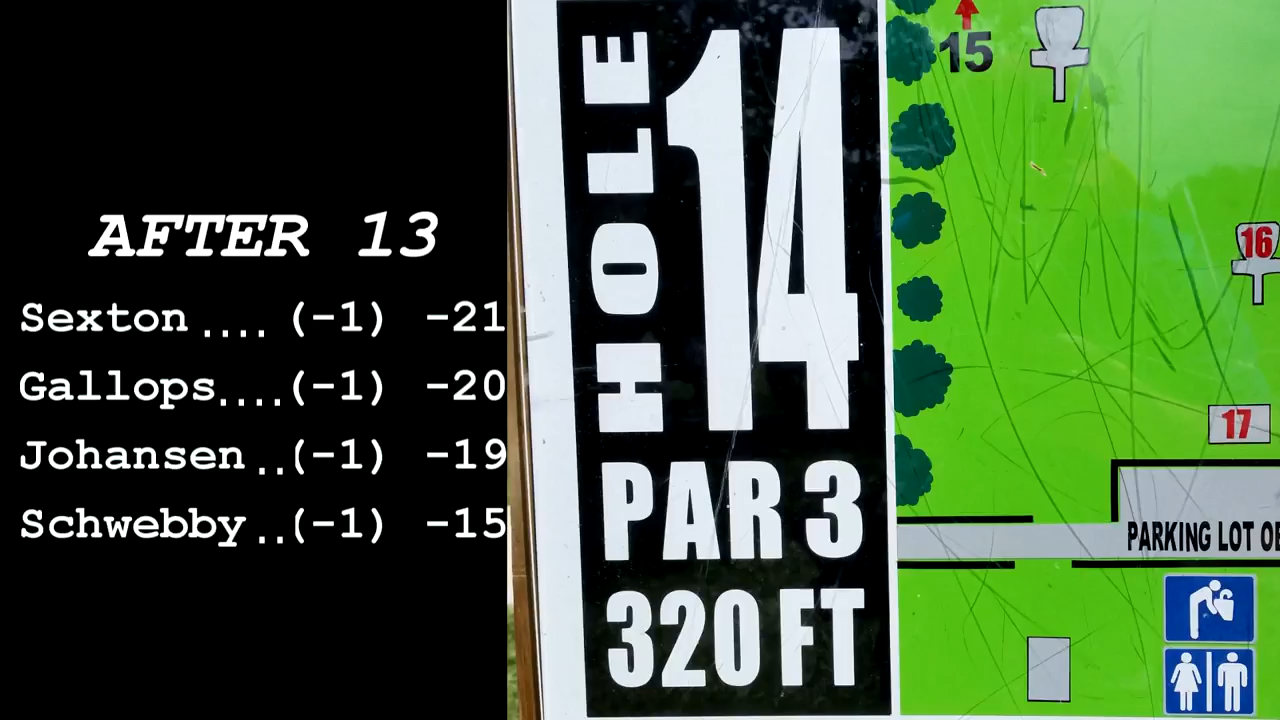 AFTER 13
Sexton .... (-1) -21
Gallops....(-1) -20
Johansen ..(-1) -19
Schwebby ..(-1) -15
HOLE
14
PAR 3
320 FT
15
16
17
PARKING LOT